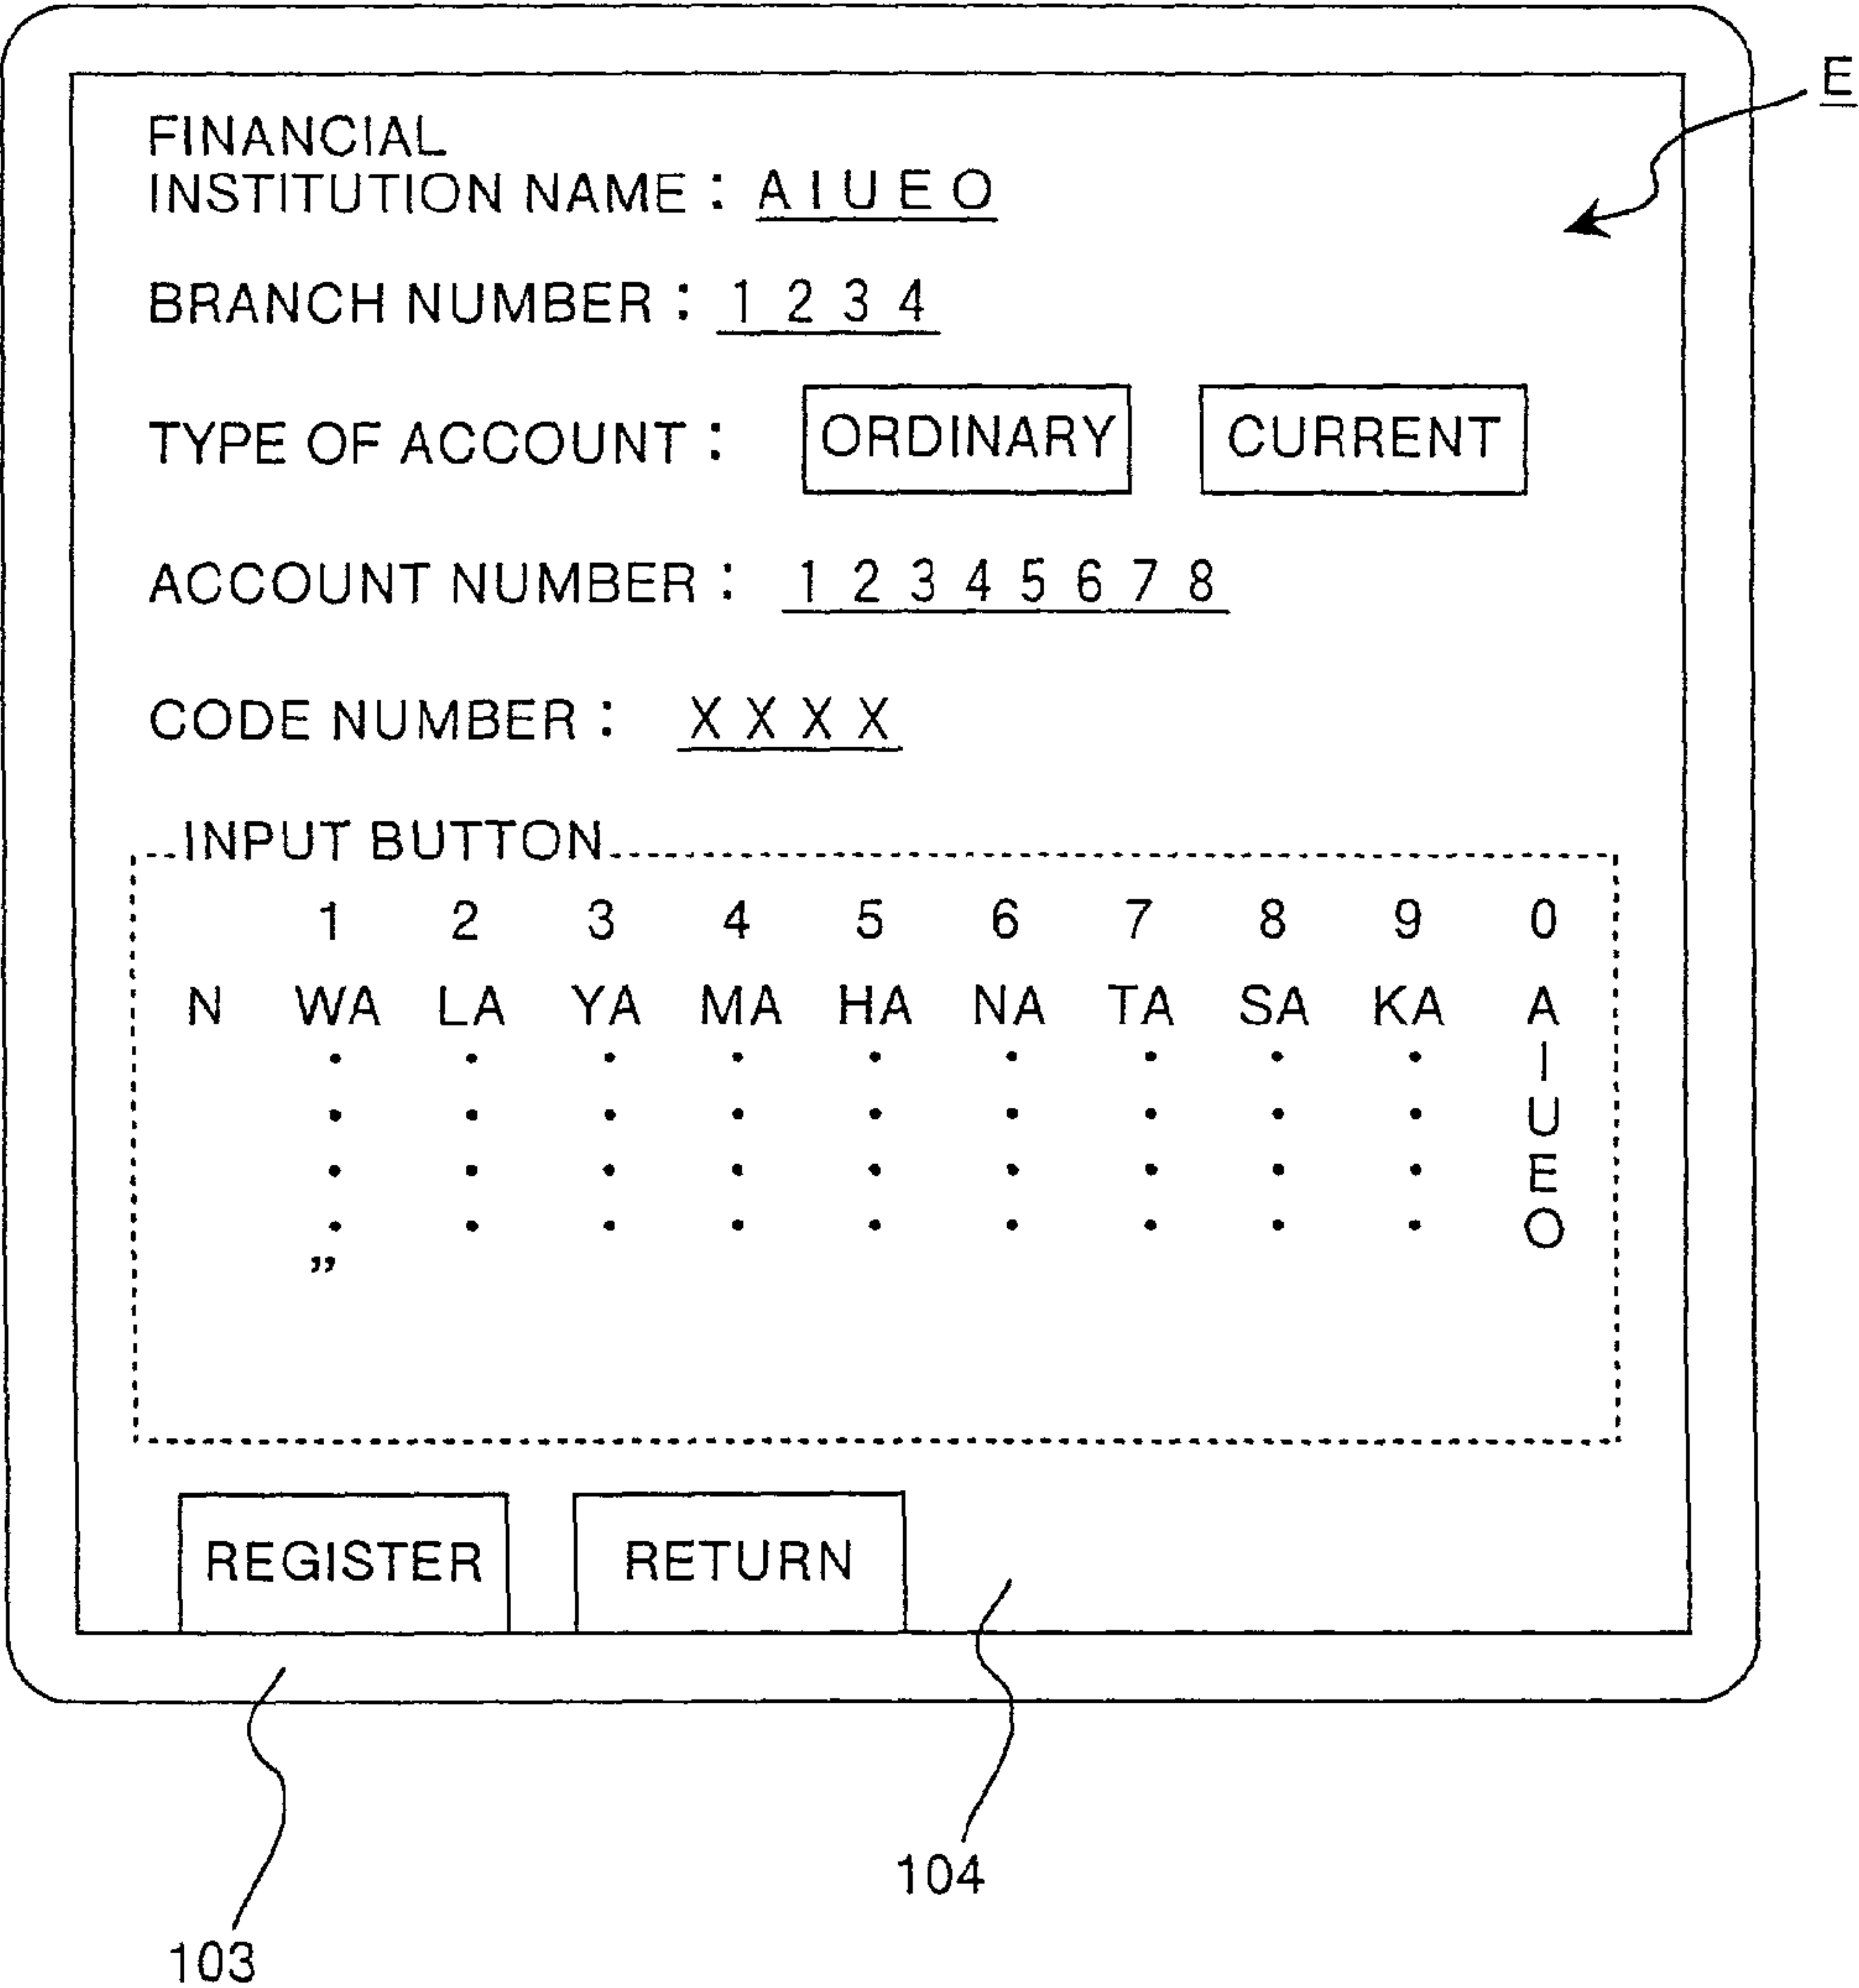 E
FINANCIAL
INSTITUTION NAME : A I U E O
BRANCH NUMBER : 1 2 3 4
TYPE OF ACCOUNT : ORDINARY CURRENT
ACCOUNT NUMBER : 1 2 3 4 5 6 7 8
CODE NUMBER : X X X X
INPUT BUTTON
1 2 3 4 5 6 7 8 9 0
N WA LA YA MA HA NA TA SA KA A
• • • • • • • • • I
• • • • • • • • • U
• • • • • • • • • E
• • • • • • • • • O
”
REGISTER RETURN
104
103